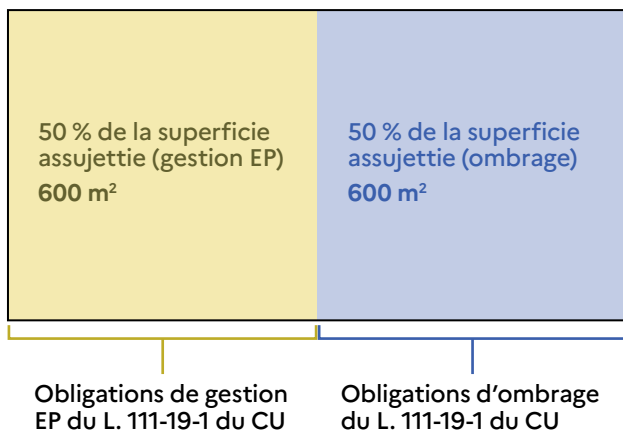 50 % de la superficie
assujettie (gestion EP)
600 m²
50 % de la superficie
assujettie (ombrage)
600 m²
Obligations de gestion
EP du L. 111-19-1 du CU
Obligations d’ombrage
du L. 111-19-1 du CU